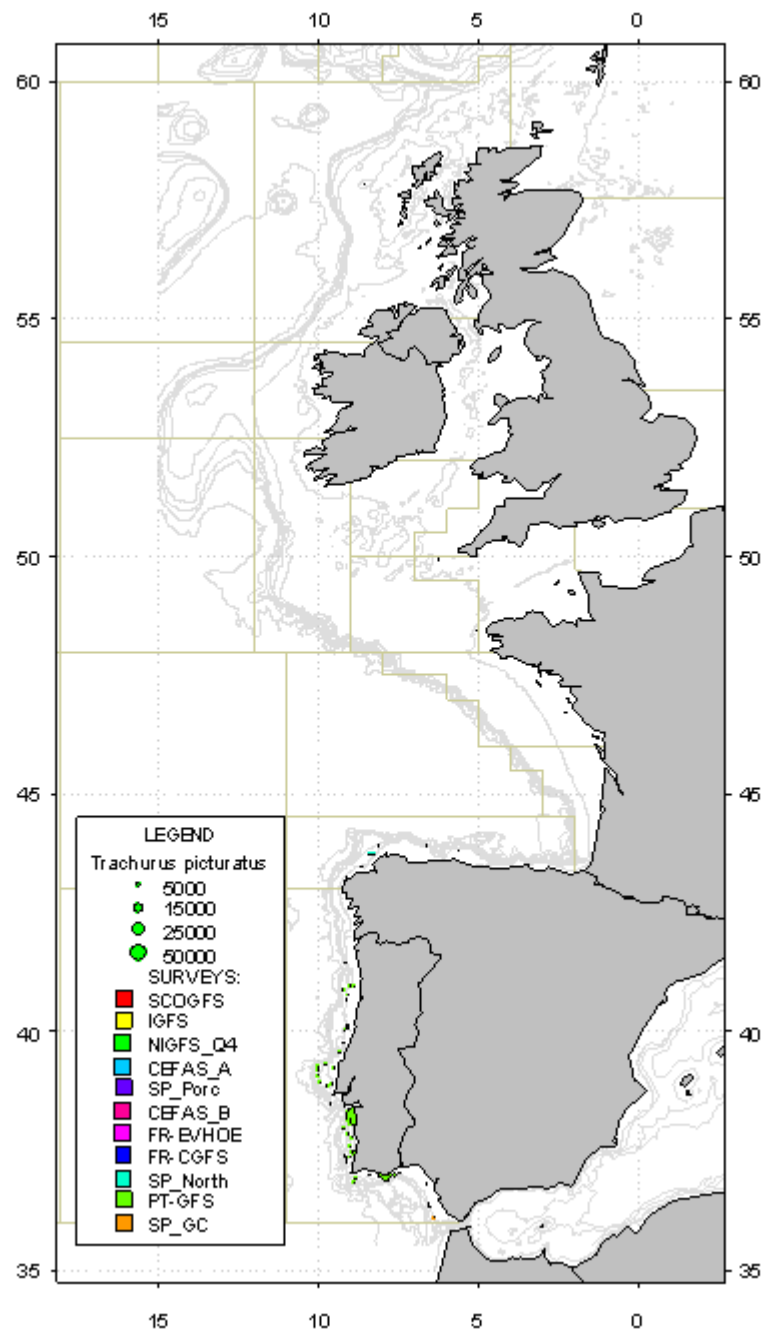 15 10 5 0
60 60
55 55
50 50
45 45
LEGEND
Trachurus picturatus
5000
15000
25000
50000
SURVEYS:
SCOGFS
IGFS
NIGFS_Q4
CEFAS_A
SP_Porc
CEFAS_B
FR-EVHOE
FR-CGFS
SP_North
PT-GFS
SP_GC
40 40
35 35
15 10 5 0